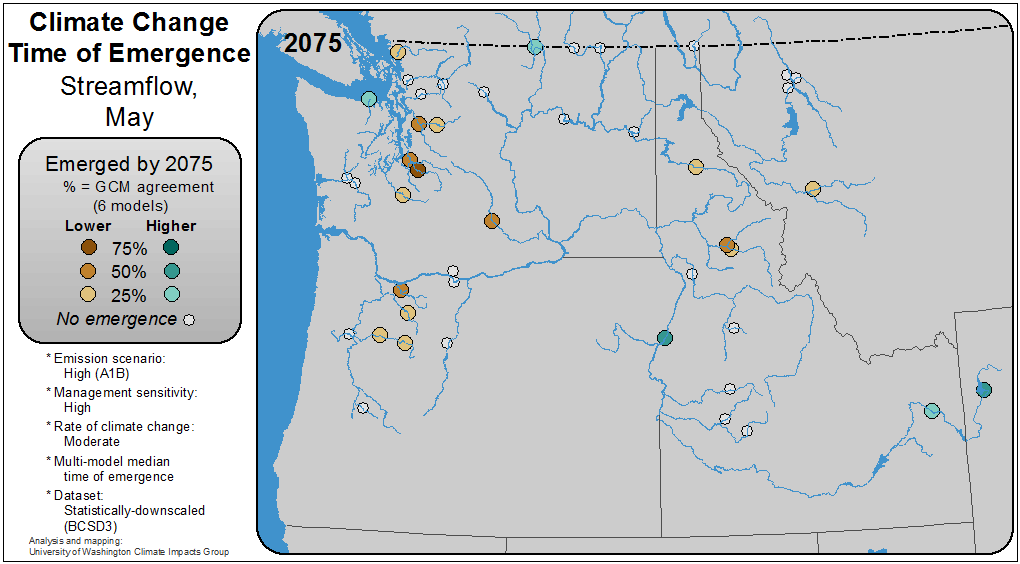 Climate Change
Time of Emergence
Streamflow,
May
2075
Emerged by 2075
% = GCM agreement
(6 models)
Lower Higher
75%
50%
25%
No emergence
* Emission scenario:
High (A1B)
* Management sensitivity:
High
* Rate of climate change:
Moderate
* Multi-model median
time of emergence
* Dataset:
Statistically-downscaled
(BCSD3)
Analysis and mapping:
University of Washington Climate Impacts Group